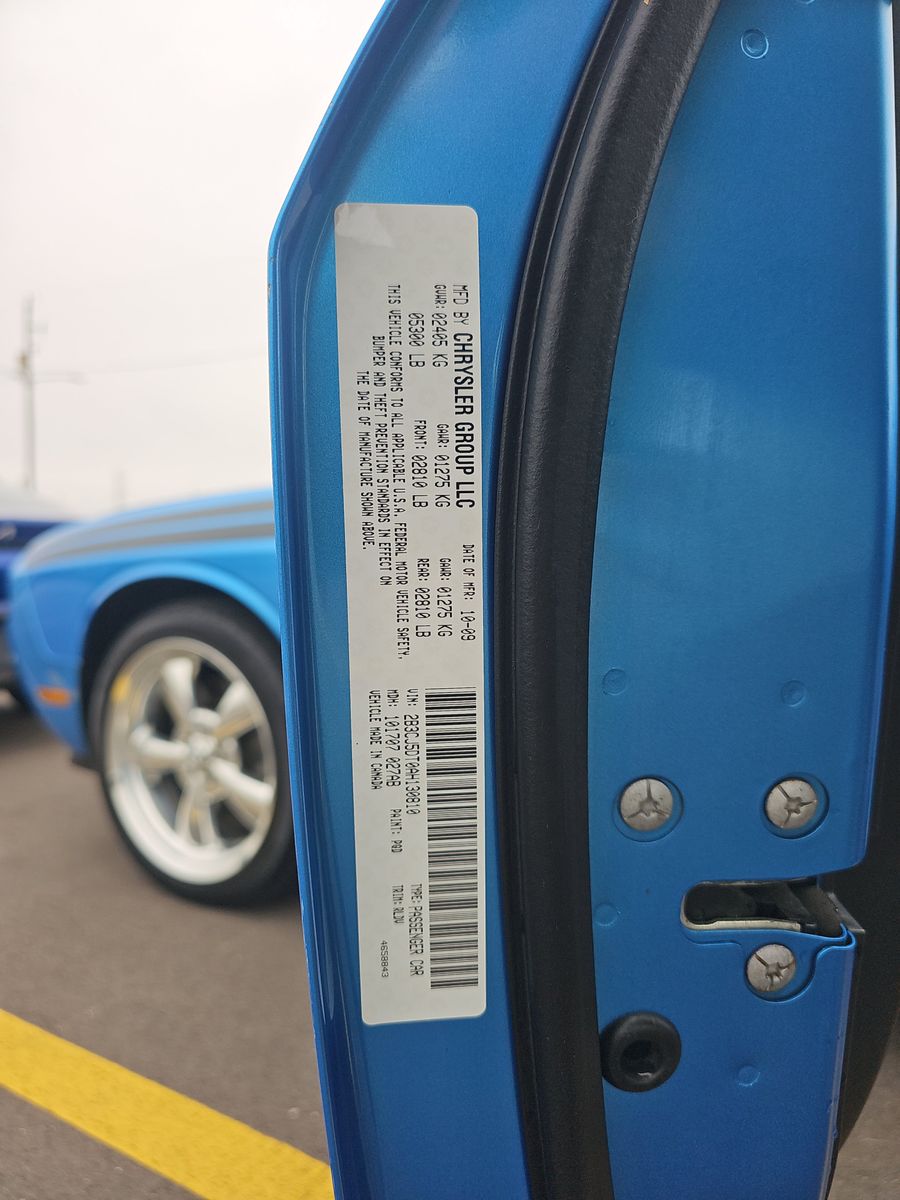 MFD BY CHRYSLER GROUP LLC DATE OF MFR: 10-09
GVWR: 02405 KG GAWR: 01275 KG GAWR: 01275 KG
05300 LB FRONT: 02810 LB REAR: 02810 LB
THIS VEHICLE CONFORMS TO ALL APPLICABLE U.S.A. FEDERAL MOTOR VEHICLE SAFETY,
BUMPER AND THEFT PREVENTION STANDARDS IN EFFECT ON
THE DATE OF MANUFACTURE SHOWN ABOVE.
VIN: 2B3CJ5DT0AH130810 TYPE: PASSENGER CAR
MDH: 101707 027AB PAINT: PQD TRIM: QLDV
VEHICLE MADE IN CANADA 4658843